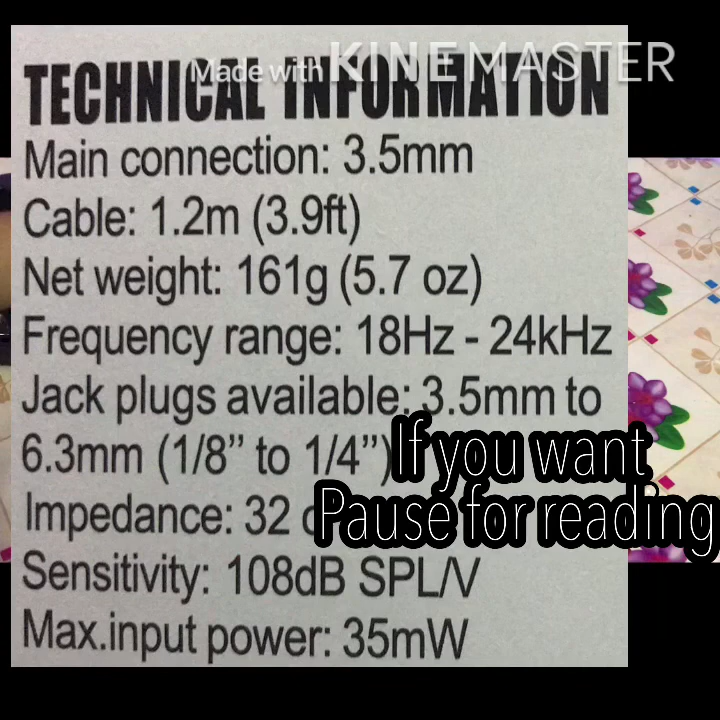 Made with KINEMASTER
TECHNICAL INFORMATION
Main connection: 3.5mm
Cable: 1.2m (3.9ft)
Net weight: 161g (5.7 oz)
Frequency range: 18Hz - 24kHz
Jack plugs available: 3.5mm to
6.3mm (1/8” to 1/4”)
If you want
Impedance: 32
Pause for reading
Sensitivity: 108dB SPL/V
Max.input power: 35mW